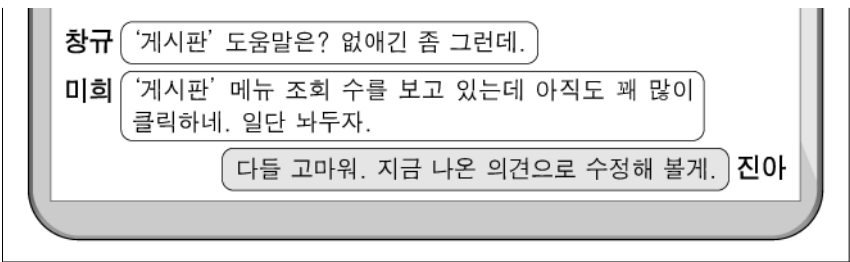 창규 ‘게시판’ 도움말은? 없애긴 좀 그런데.
미희 ‘게시판’ 메뉴 조회 수를 보고 있는데 아직도 꽤 많이
클릭하네. 일단 놔두자.
다들 고마워. 지금 나온 의견으로 수정해 볼게. 진아